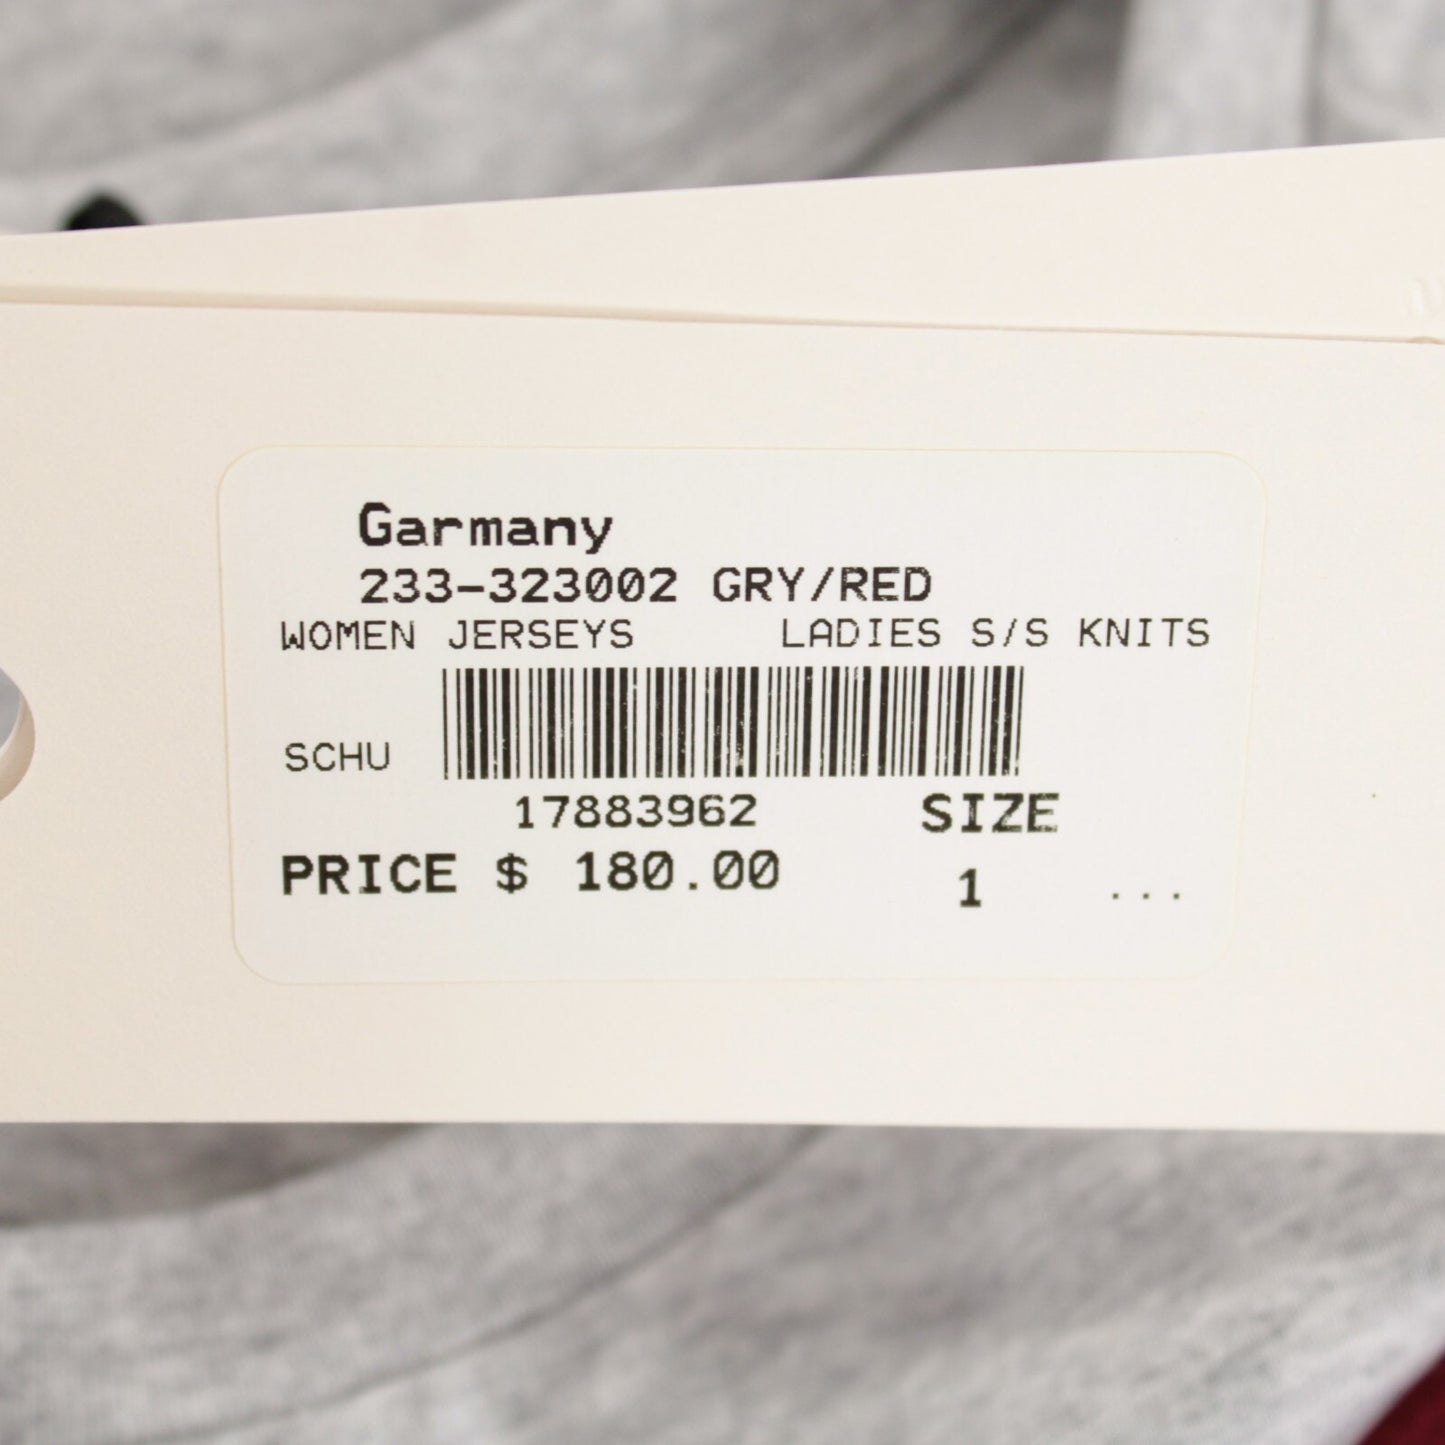 Garmany
233-323002 GRY/RED
WOMEN JERSEYS LADIES S/S KNITS
SCHU
17883962 SIZE
PRICE $ 180.00 1 ...